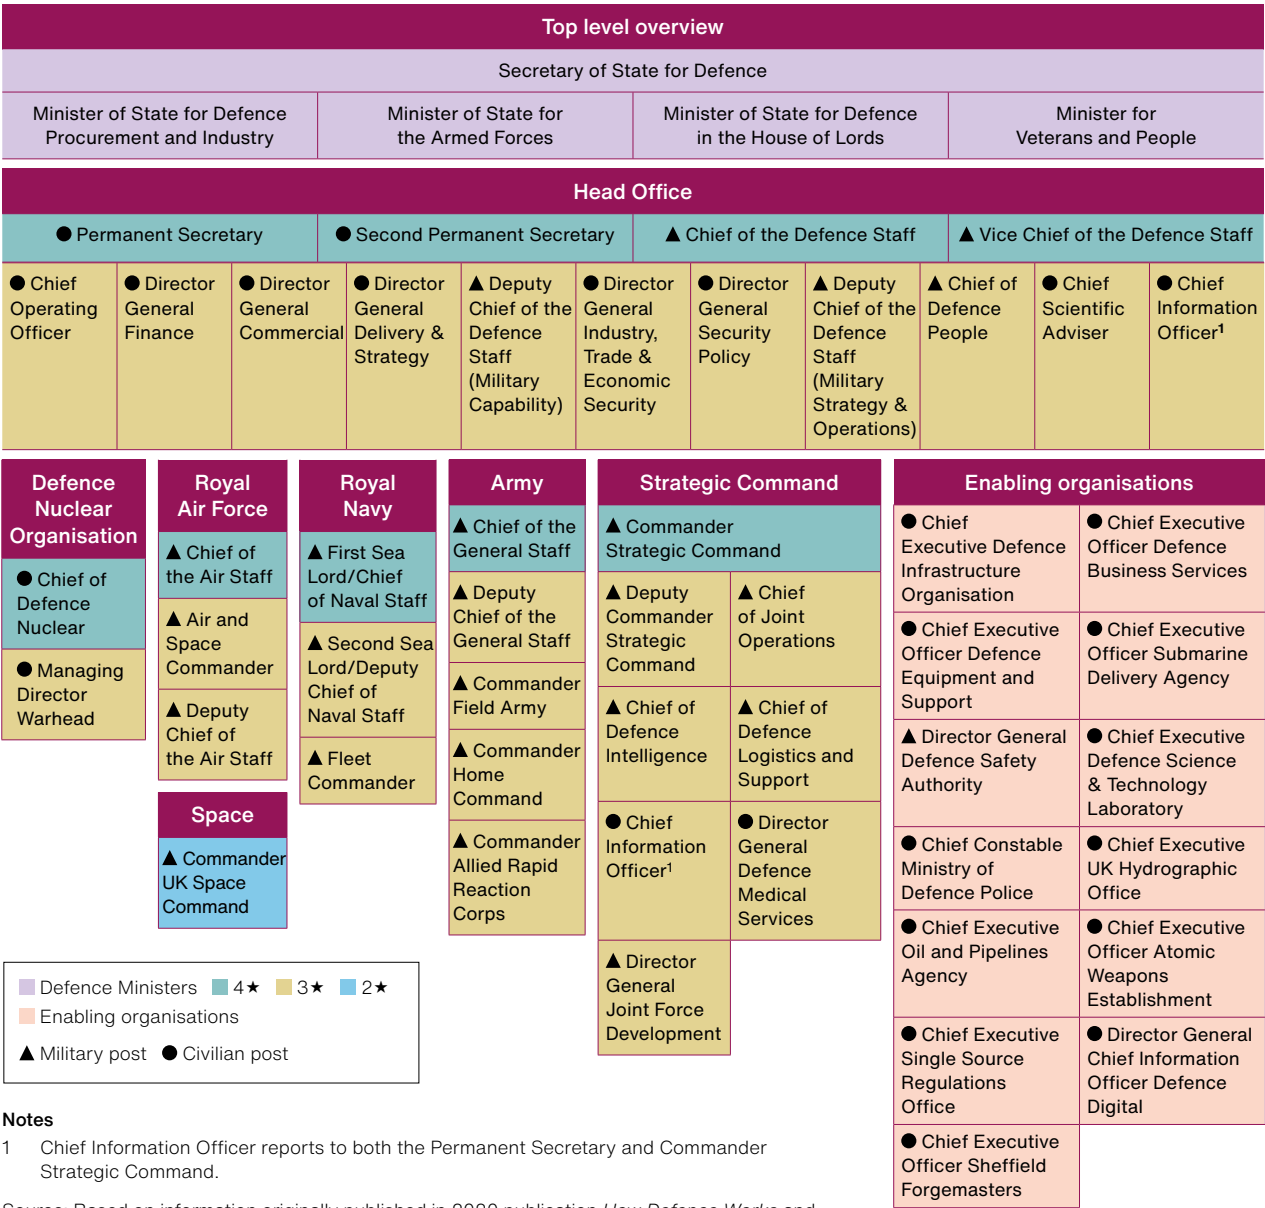 Top level overview
Secretary of State for Defence
Minister of State for Defence
Procurement and Industry
Minister of State for
the Armed Forces
Minister of State for Defence
in the House of Lords
Minister for
Veterans and People
Head Office
● Permanent Secretary
● Second Permanent Secretary
▲ Chief of the Defence Staff
▲ Vice Chief of the Defence Staff
● Chief
Operating
Officer
● Director
General
Finance
● Director
General
Commercial
● Director
General
Delivery &
Strategy
▲ Deputy
Chief of the
Defence
Staff
(Military
Capability)
● Director
General
Industry,
Trade &
Economic
Security
● Director
General
Security
Policy
▲ Deputy
Chief of the
Defence
Staff
(Military
Strategy &
Operations)
▲ Chief of
Defence
People
● Chief
Scientific
Adviser
● Chief
Information
Officer1
Defence
Nuclear
Organisation
● Chief of
Defence
Nuclear
● Managing
Director
Warhead
Royal
Air Force
▲ Chief of
the Air Staff
▲ Air and
Space
Commander
▲ Deputy
Chief of
the Air Staff
Space
▲ Commander
UK Space
Command
Royal
Navy
▲ First Sea
Lord/Chief
of Naval Staff
▲ Second Sea
Lord/Deputy
Chief of
Naval Staff
▲ Fleet
Commander
Army
▲ Chief of the
General Staff
▲ Deputy
Chief of the
General Staff
▲ Commander
Field Army
▲ Commander
Home
Command
▲ Commander
Allied Rapid
Reaction
Corps
Strategic Command
▲ Commander
Strategic Command
▲ Deputy
Commander
Strategic
Command
▲ Chief
of Joint
Operations
▲ Chief of
Defence
Intelligence
▲ Chief of
Defence
Logistics and
Support
● Chief
Information
Officer1
● Director
General
Defence
Medical
Services
▲ Director
General
Joint Force
Development
Enabling organisations
● Chief
Executive Defence
Infrastructure
Organisation
● Chief Executive
Officer Defence
Business Services
● Chief Executive
Officer Defence
Equipment and
Support
● Chief Executive
Officer Submarine
Delivery Agency
▲ Director General
Defence Safety
Authority
● Chief Executive
Defence Science
& Technology
Laboratory
● Chief Constable
Ministry of
Defence Police
● Chief Executive
UK Hydrographic
Office
● Chief Executive
Oil and Pipelines
Agency
● Chief Executive
Officer Atomic
Weapons
Establishment
● Chief Executive
Single Source
Regulations
Office
● Director General
Chief Information
Officer Defence
Digital
● Chief Executive
Officer Sheffield
Forgemasters
Defence Ministers 4★ 3★ 2★
Enabling organisations
▲ Military post ● Civilian post
Notes
1 Chief Information Officer reports to both the Permanent Secretary and Commander
Strategic Command.
Source: Based on information originally published in 2020 publication How Defence Works and